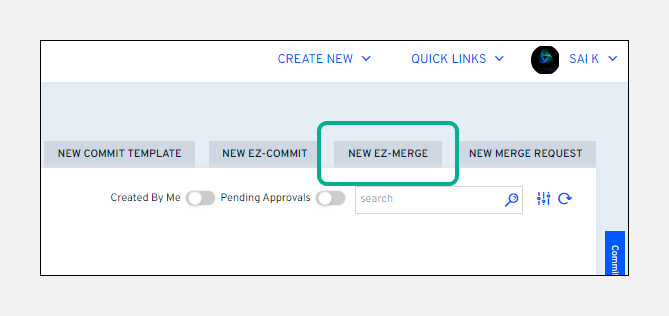 CREATE NEW QUICK LINKS SAI K
NEW COMMIT TEMPLATE NEW EZ-COMMIT NEW EZ-MERGE NEW MERGE REQUEST
Created By Me Pending Approvals search